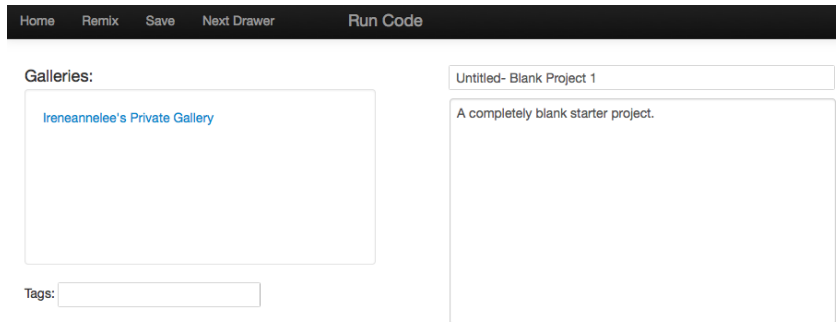 Home Remix Save Next Drawer Run Code
Galleries:
Ireneannelee's Private Gallery
Tags:
Untitled- Blank Project 1
A completely blank starter project.